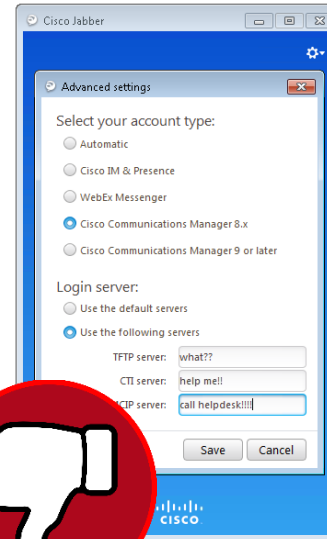 Cisco Jabber
Advanced settings
Select your account type:
Automatic
Cisco IM & Presence
WebEx Messenger
Cisco Communications Manager 8.x
Cisco Communications Manager 9 or later
Login server:
Use the default servers
Use the following servers
TFTP server: what??
CTI server: help me!!
CIP server: call helpdesk!!!!
Save Cancel
CISCO